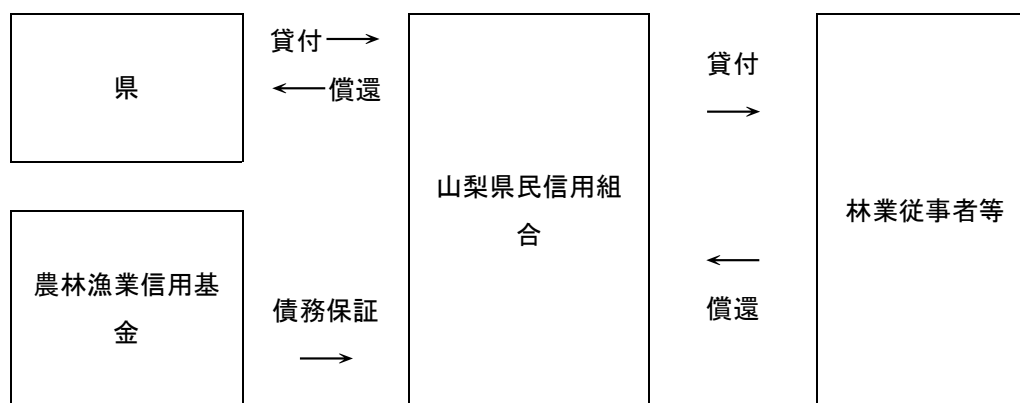 県
貸付→
←償還
農林漁業信用基
金
債務保証
→
山梨県民信用組
合
貸付
→
←
償還
林業従事者等